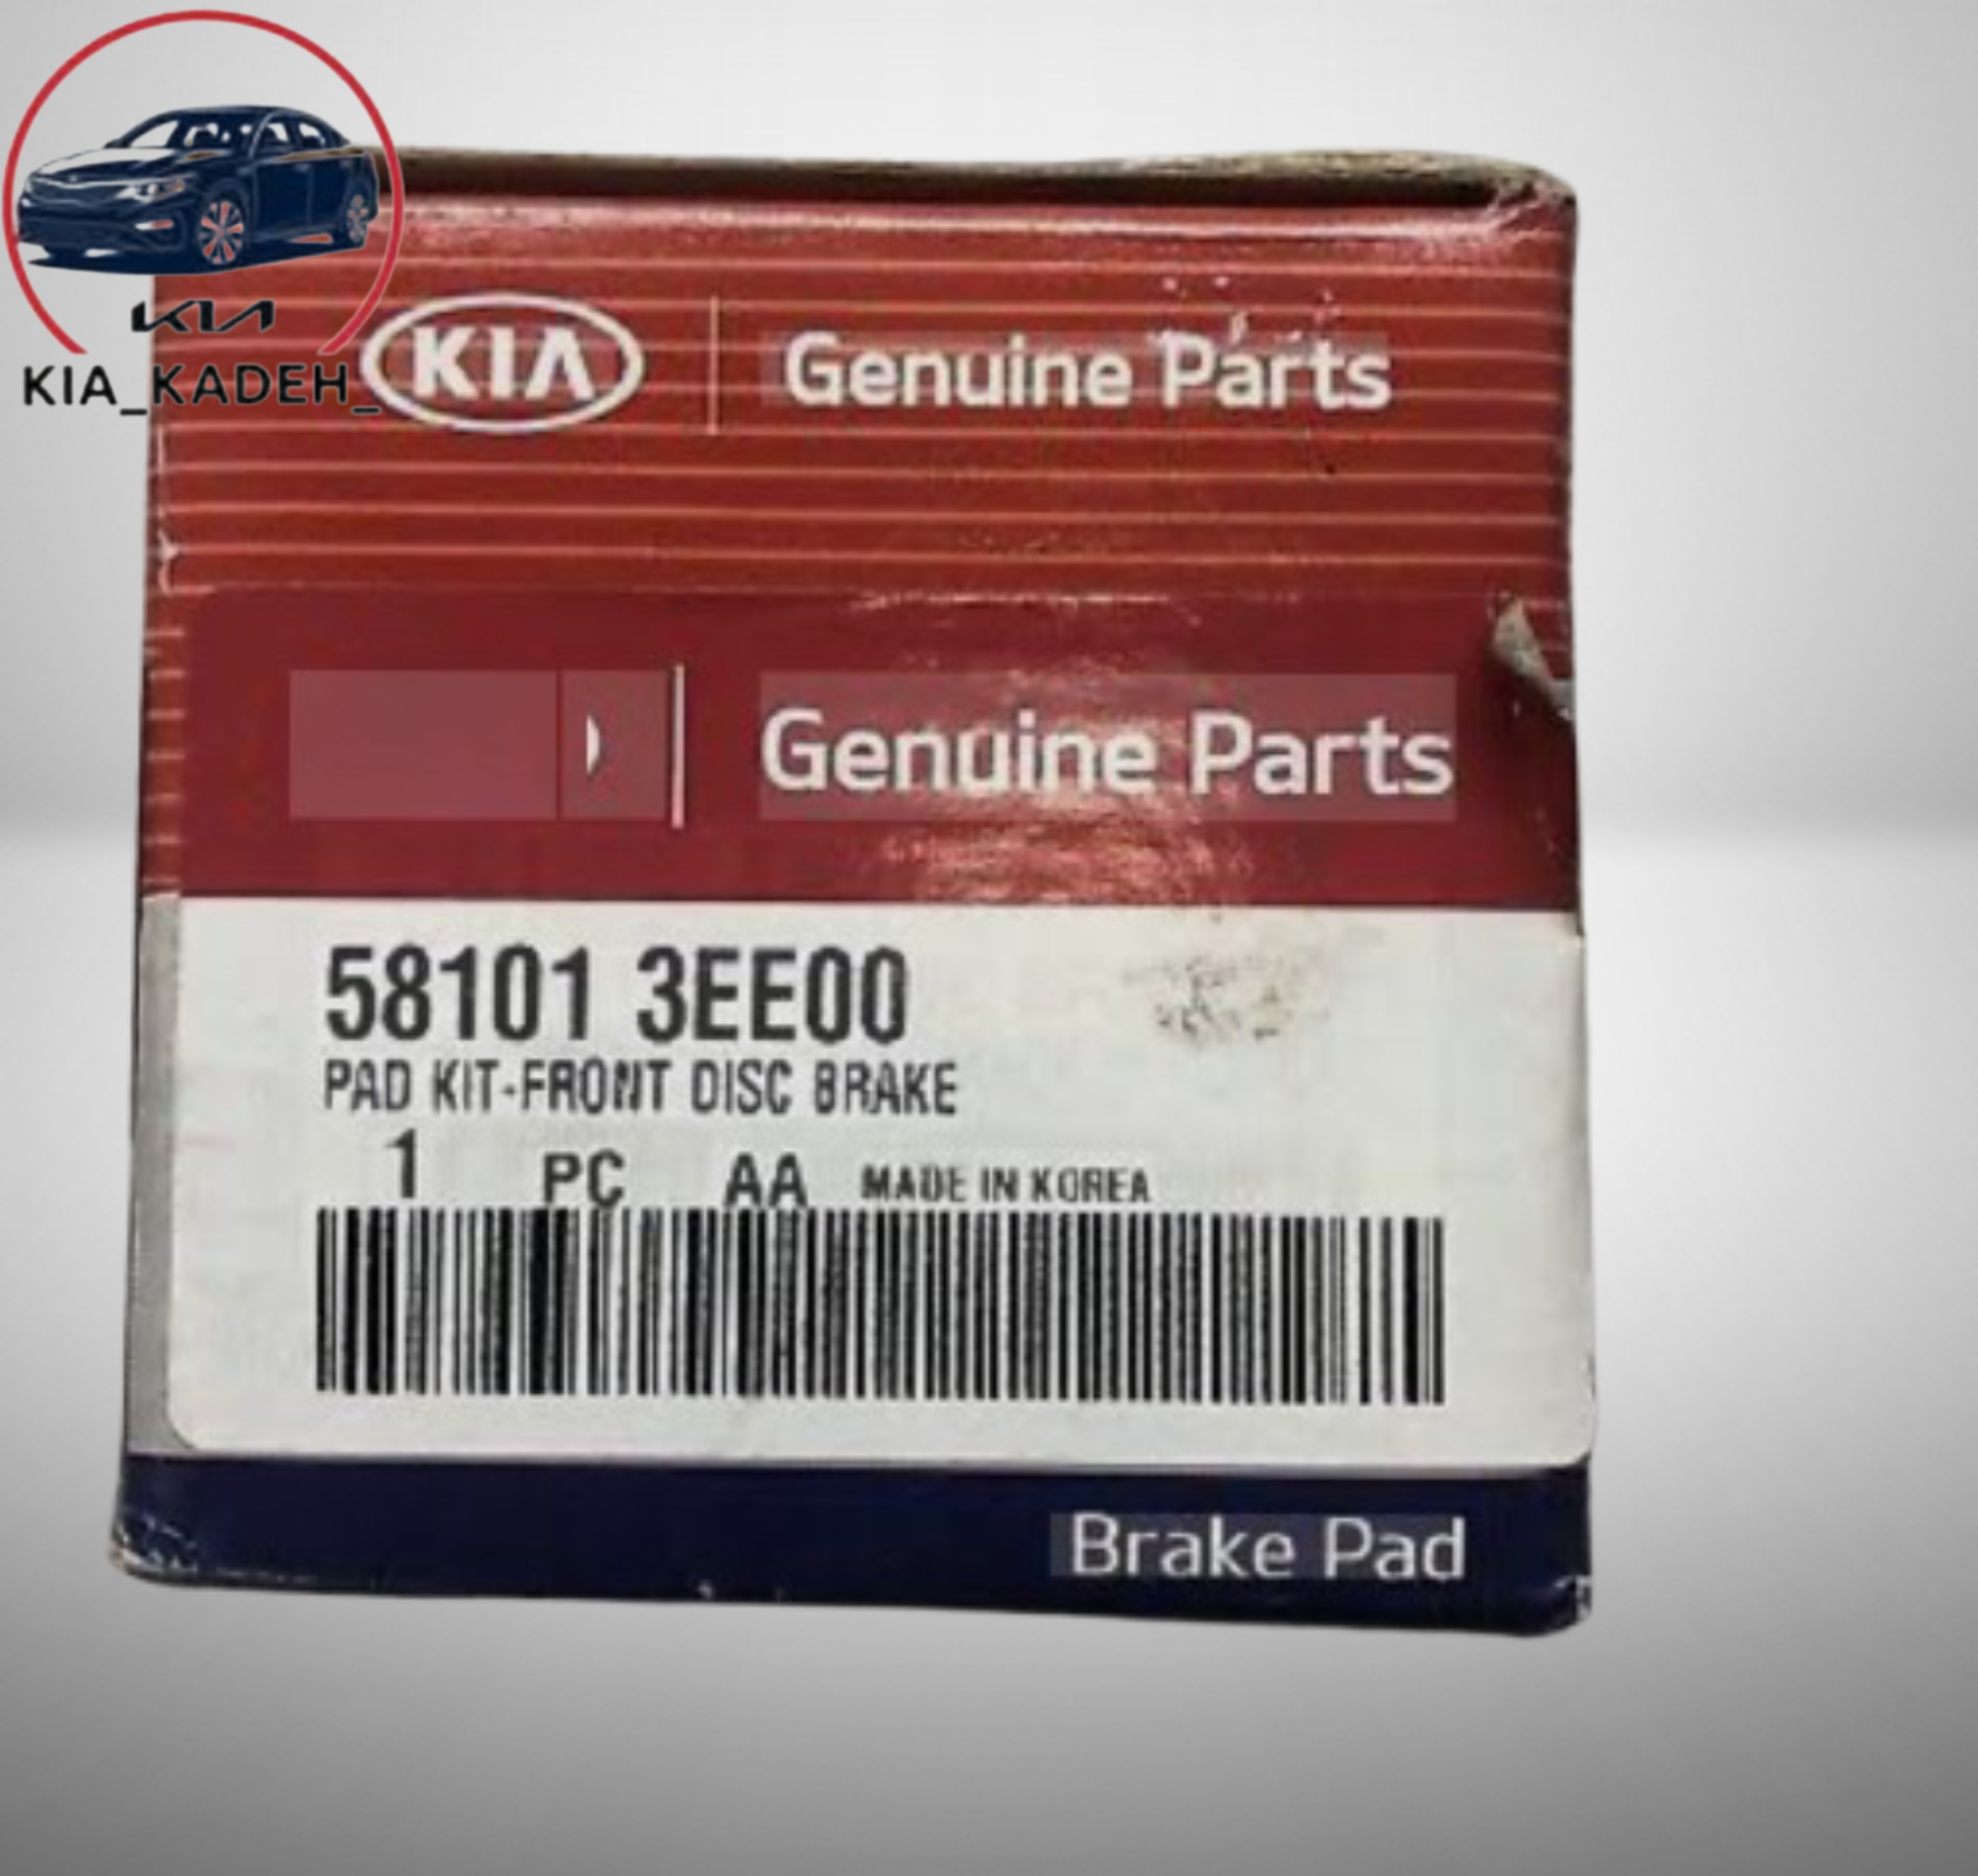 KIA
KIA_KADEH_
KIA Genuine Parts
Genuine Parts
58101 3EE00
PAD KIT-FRONT DISC BRAKE
1 PC AA MADE IN KOREA
Brake Pad